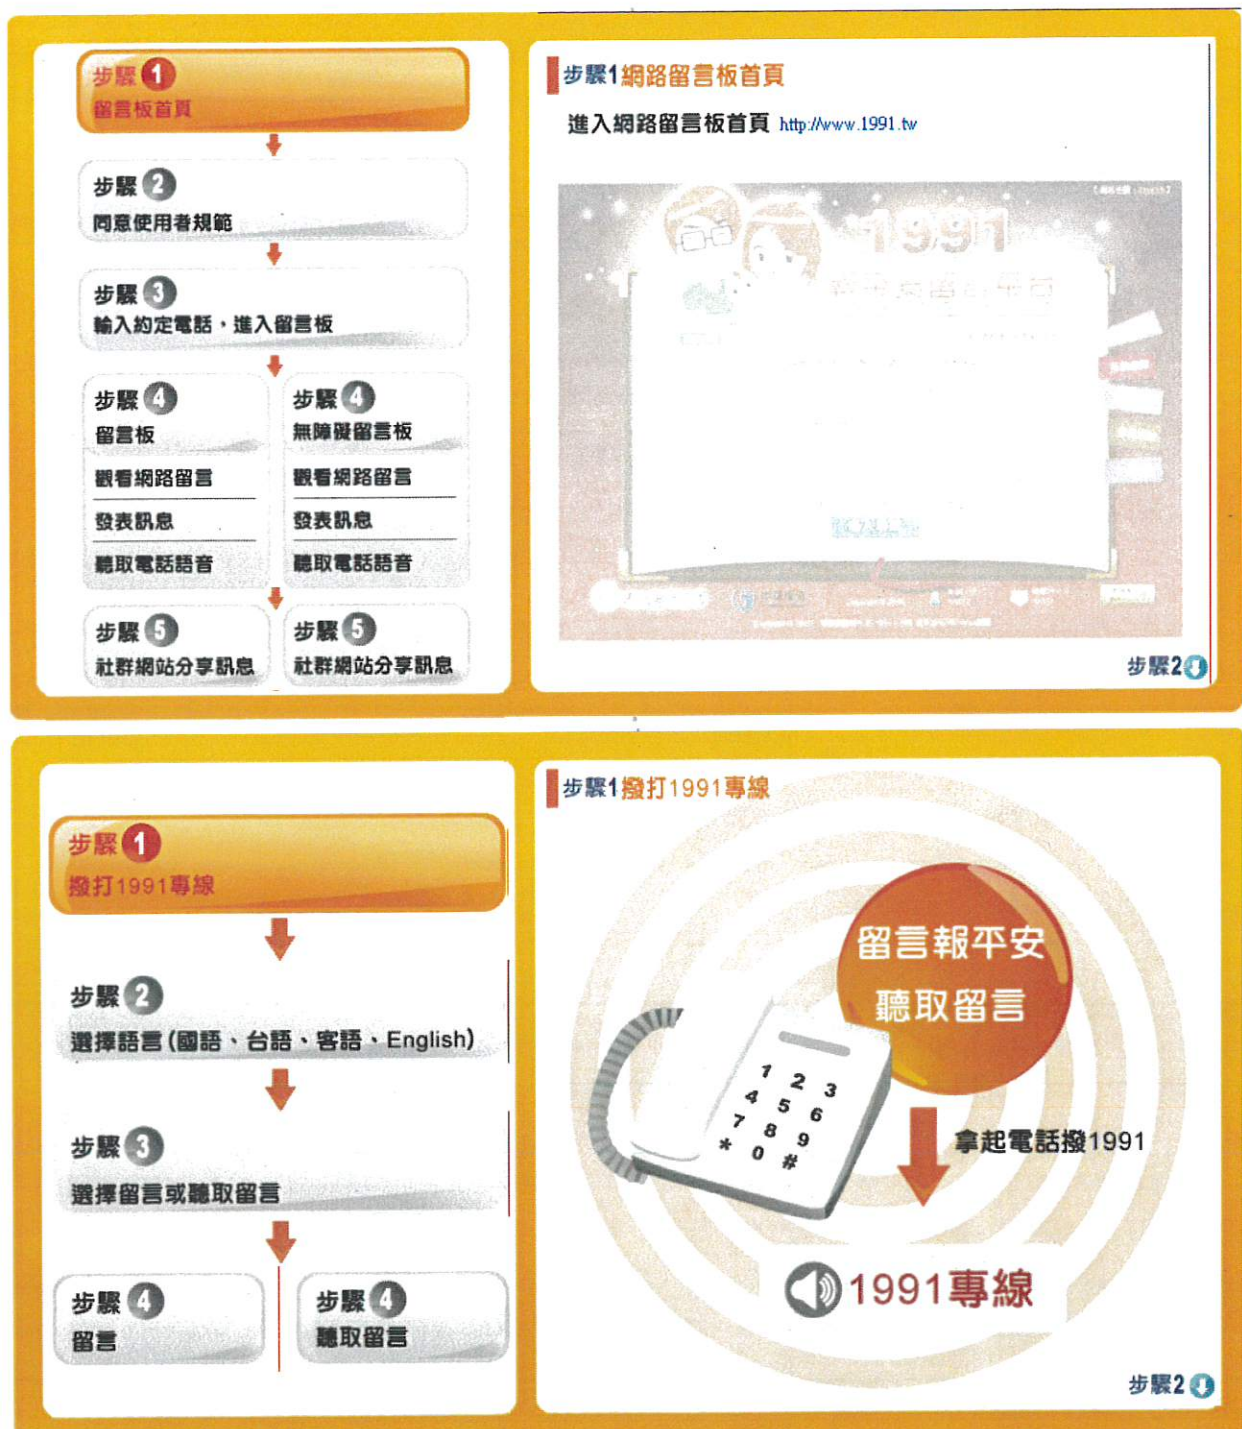 步驟1
留言板首頁
步驟2
同意使用者規範
步驟3
輸入約定電話，進入留言板
步驟4
留言板
觀看網路留言
發表訊息
聽取電話語音
步驟4
無障礙留言板
觀看網路留言
發表訊息
聽取電話語音
步驟5
社群網站分享訊息
步驟5
社群網站分享訊息
步驟1網路留言板首頁
進入網路留言板首頁 http://www.1991.tw
1991
步驟2
步驟1
撥打1991專線
步驟2
選擇語言(國語、台語、客語、English)
步驟3
選擇留言或聽取留言
步驟4
留言
步驟4
聽取留言
步驟1撥打1991專線
留言報平安
聽取留言
1 2 3
4 5 6
7 8 9
* 0 #
拿起電話撥1991
1991專線
步驟2